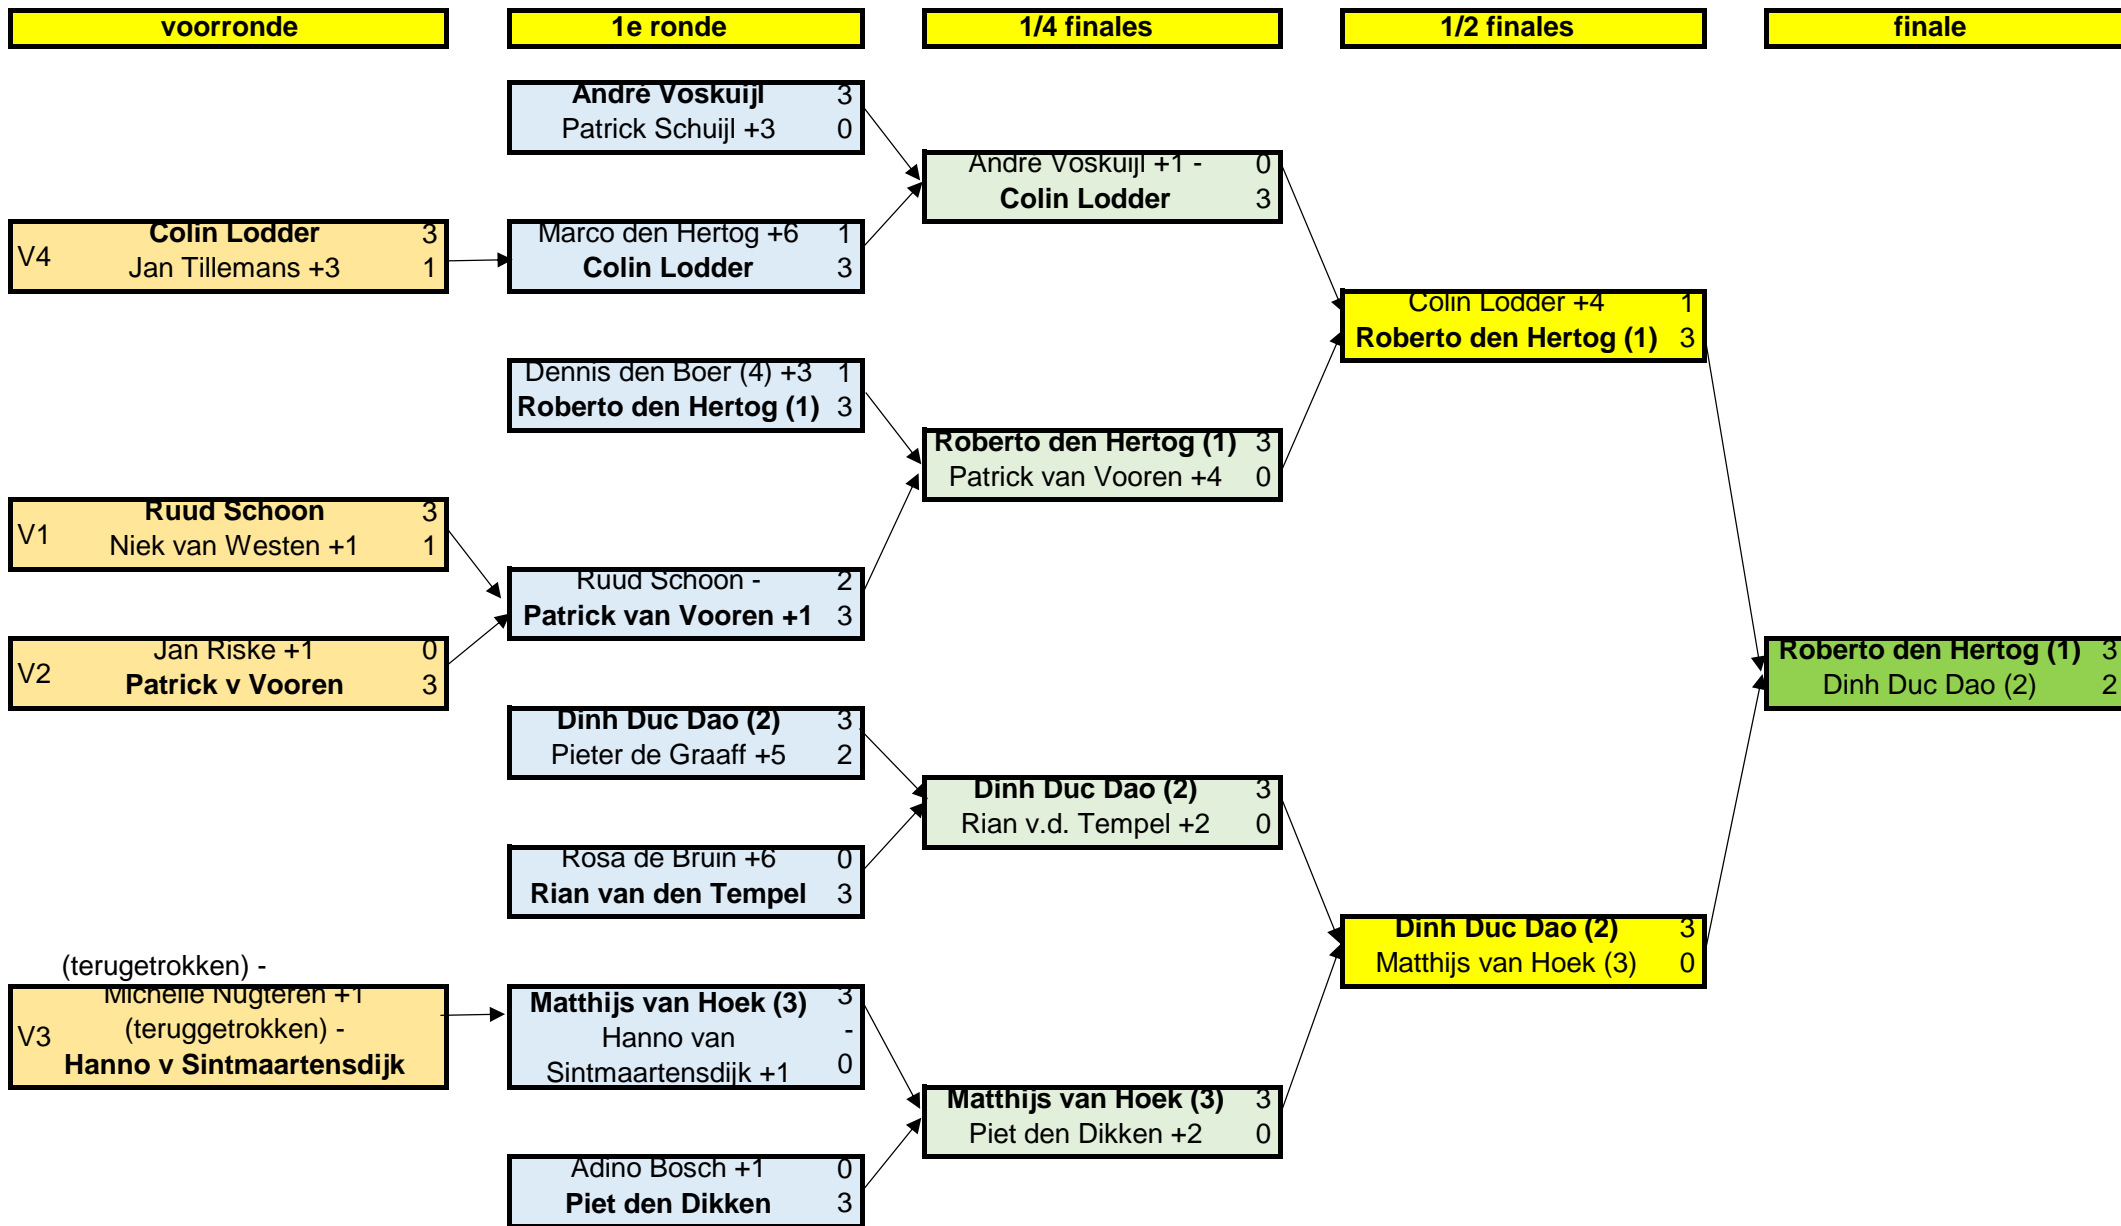 voorronde
1e ronde
1/4 finales
1/2 finales
finale
V4
Colin Lodder 3
Jan Tillemans +3 1
V1
Ruud Schoon 3
Niek van Westen +1 1
V2
Jan Riske +1 0
Patrick v Vooren 3
(terugetrokken) -
V3
Michelle Nugteren +1
(teruggetrokken) -
Hanno v Sintmaartensdijk
André Voskuijl 3
Patrick Schuijl +3 0
Marco den Hertog +6 1
Colin Lodder 3
Dennis den Boer (4) +3 1
Roberto den Hertog (1) 3
Ruud Schoon - 2
Patrick van Vooren +1 3
Dinh Duc Dao (2) 3
Pieter de Graaff +5 2
Rosa de Bruin +6 0
Rian van den Tempel 3
Matthijs van Hoek (3) 3
Hanno van -
Sintmaartensdijk +1 0
Adino Bosch +1 0
Piet den Dikken 3
André Voskuijl +1 - 0
Colin Lodder 3
Roberto den Hertog (1) 3
Patrick van Vooren +4 0
Dinh Duc Dao (2) 3
Rian v.d. Tempel +2 0
Matthijs van Hoek (3) 3
Piet den Dikken +2 0
Colin Lodder +4 1
Roberto den Hertog (1) 3
Dinh Duc Dao (2) 3
Matthijs van Hoek (3) 0
Roberto den Hertog (1) 3
Dinh Duc Dao (2) 2